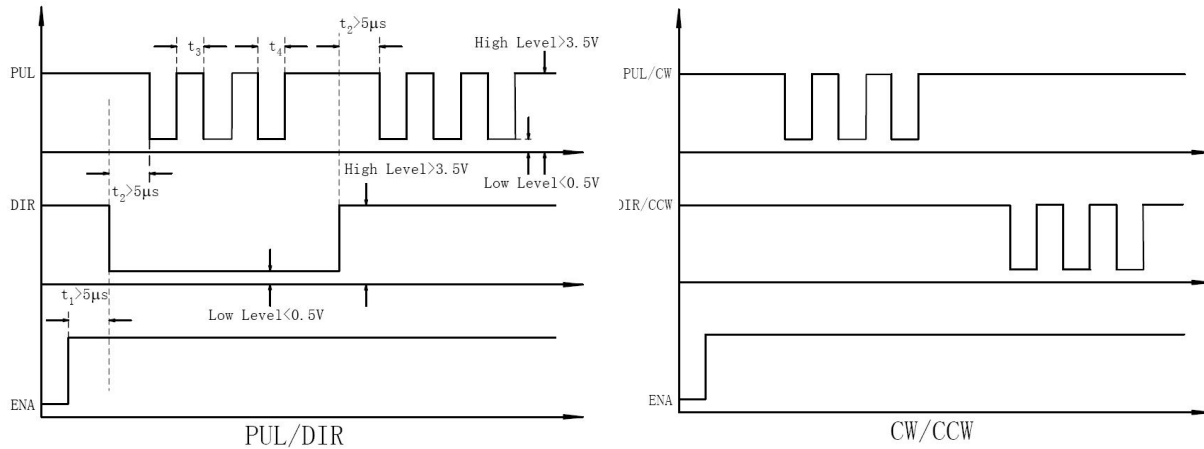 t2>5μs
High Level>3.5V
t3
t4
PUL
High Level>3.5V
Low Level<0.5V
t2>5μs
DIR
t1>5μs
Low Level<0.5V
ENA
PUL/DIR
PUL/CW
DIR/CCW
ENA
CW/CCW